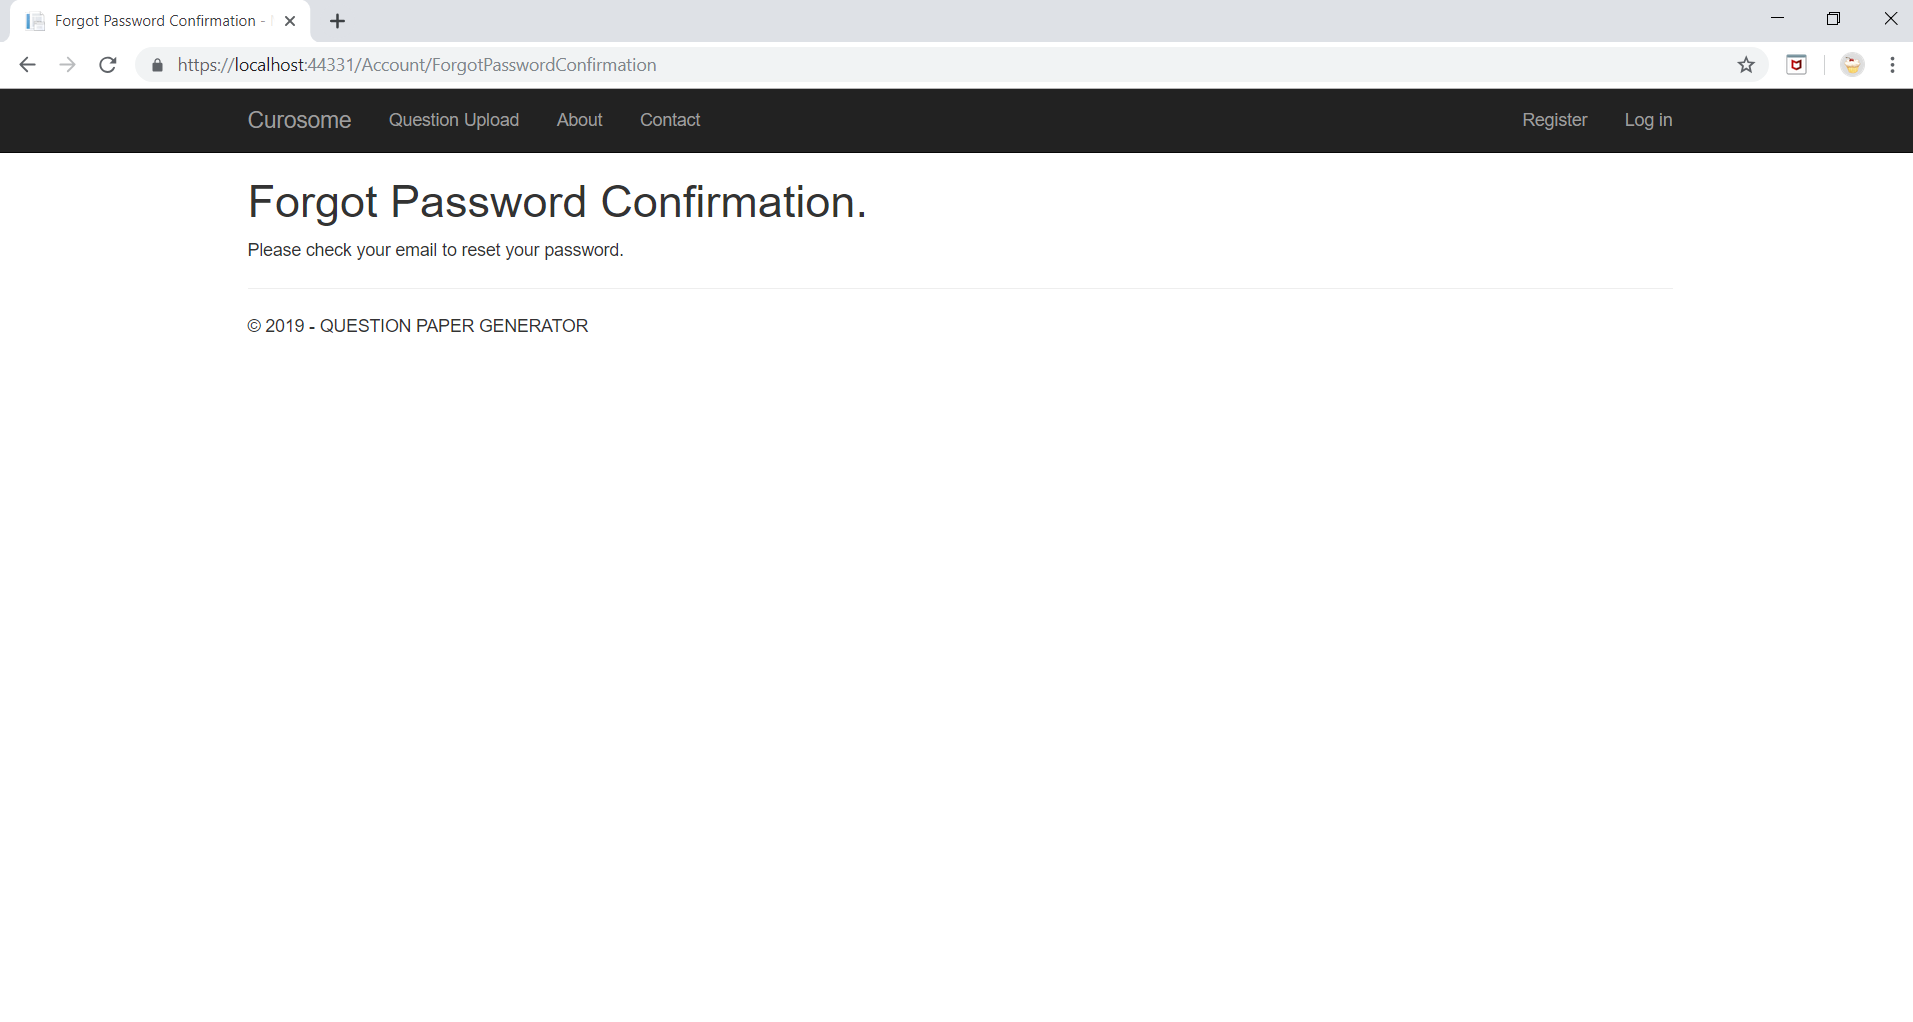 Forgot Password Confirmation -
https://localhost:44331/Account/ForgotPasswordConfirmation
Curosome Question Upload About Contact Register Log in
Forgot Password Confirmation.
Please check your email to reset your password.
© 2019 - QUESTION PAPER GENERATOR